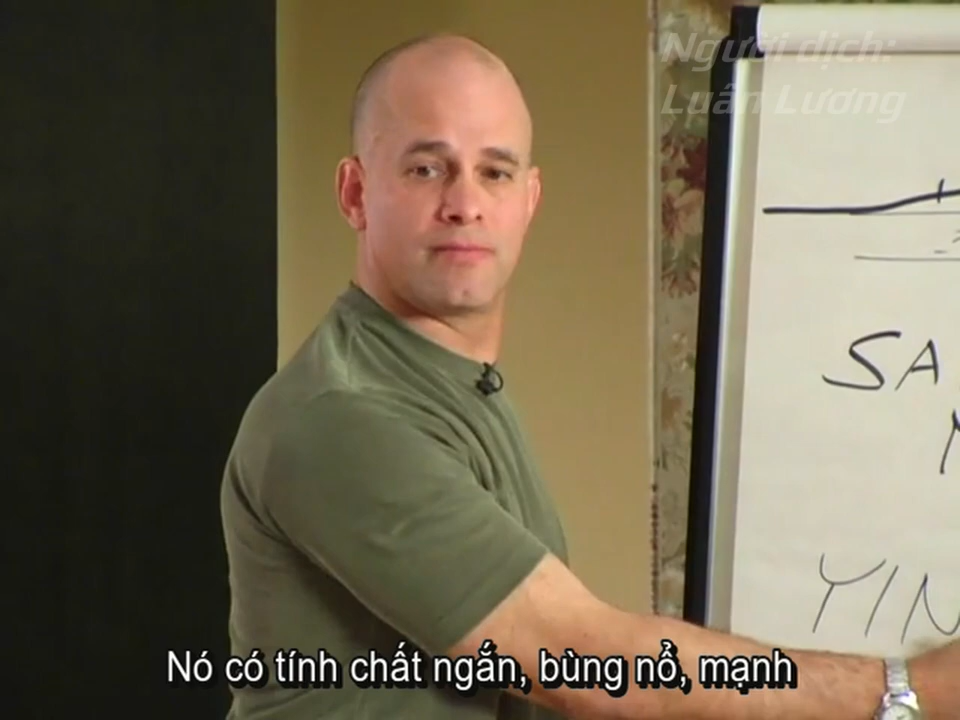 Người dịch:
Luân Lương
SA
YIN
Nó có tính chất ngắn, bùng nổ, mạnh